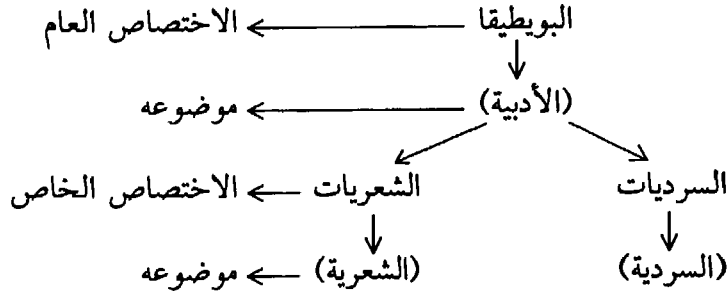 البويطيقا الاختصاص العام
(الأدبية) موضوعه
السرديات الشعريات الاختصاص الخاص
(السردية) (الشعرية) موضوعه